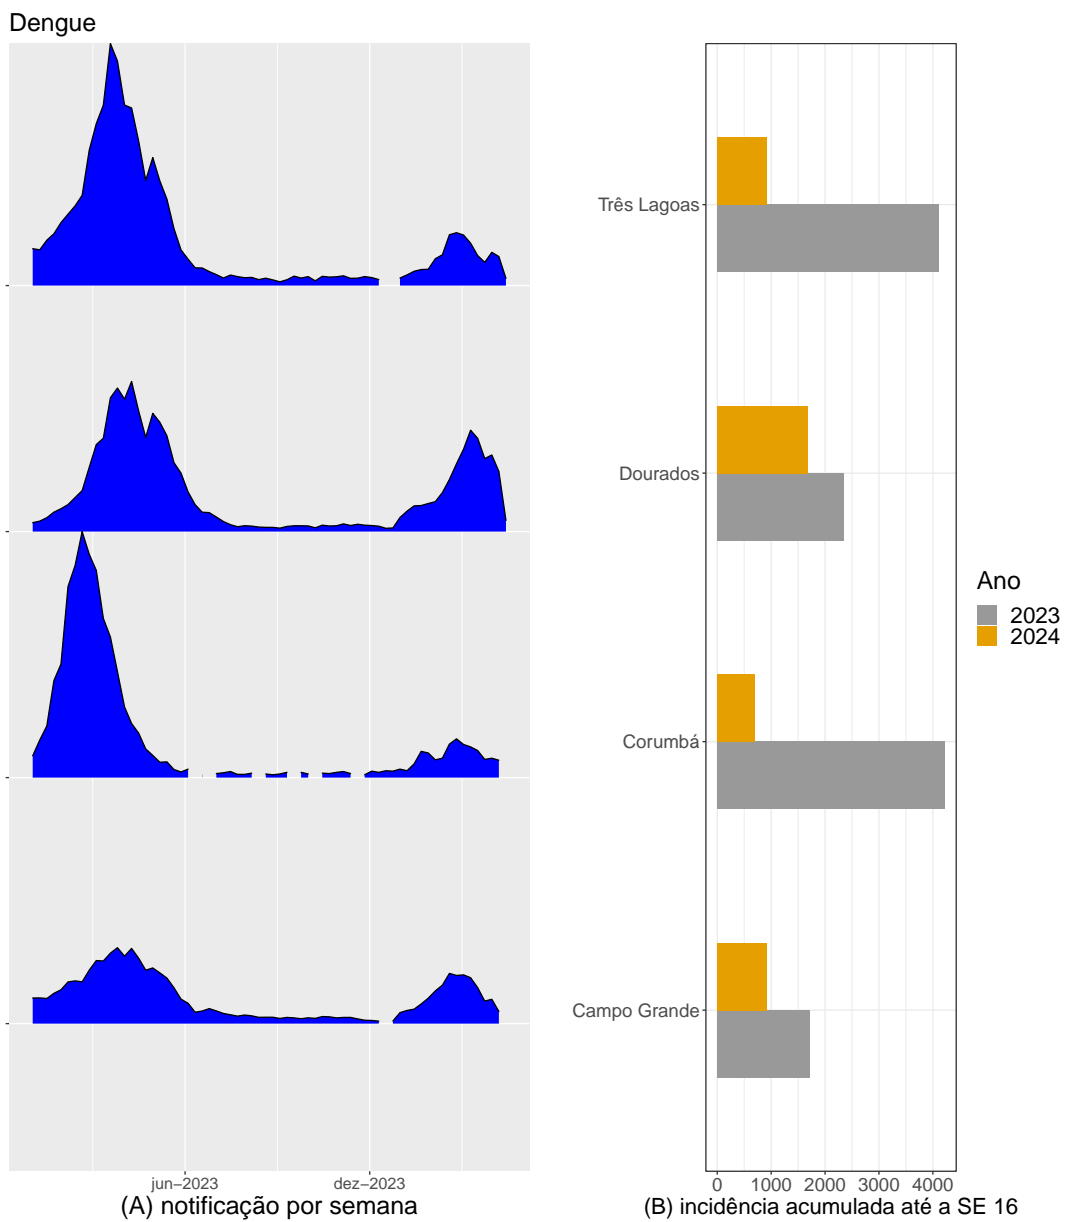 Dengue
Três Lagoas
Dourados
Corumbá
Campo Grande
Ano
2023
2024
jun−2023 dez−2023
0 1000 2000 3000 4000
(A) notificação por semana
(B) incidência acumulada até a SE 16